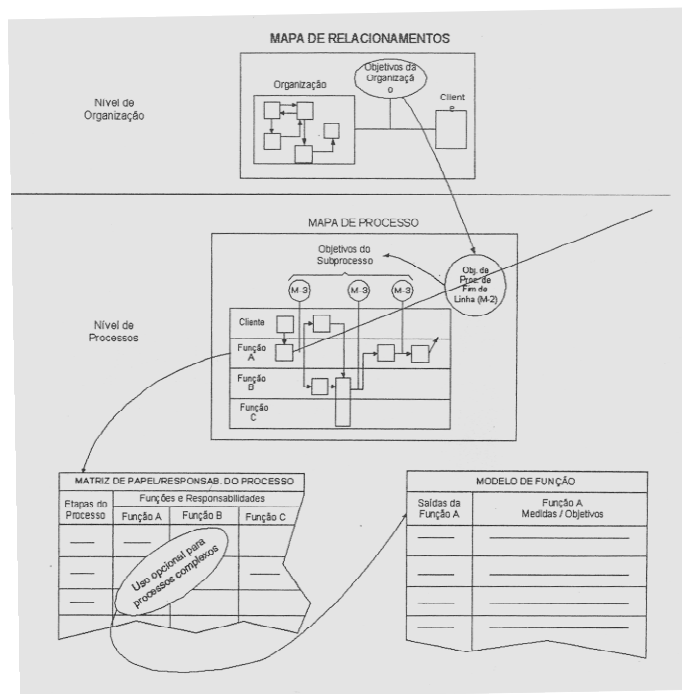 MAPA DE RELACIONAMENTOS
Nível de
Organização
Organização
Objetivos da
Organizaçã
o
Client
e
MAPA DE PROCESSO
Nível de
Processos
Objetivos do
Subprocesso
Obj. de
Proc. de
Fim de
Linha (M-2)
M-3
M-3
M-3
Cliente
Função
A
Função
B
Função
C
MATRIZ DE PAPEL/RESPONSAB. DO PROCESSO
Etapas do
Processo
Funções e Responsabilidades
Função A
Função B
Função C
Uso opcional para
processos complexos
MODELO DE FUNÇÃO
Saídas da
Função A
Função A
Medidas / Objetivos